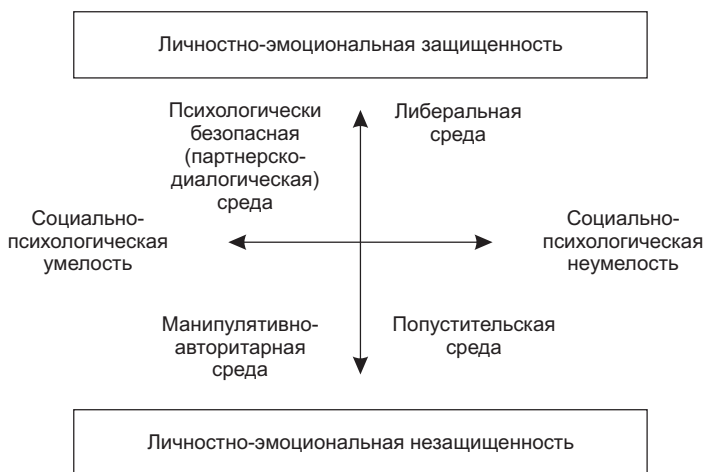 Личностно-эмоциональная защищенность
Психологически
безопасная
(партнерско-
диалогическая)
среда
Либеральная
среда
Социально-
психологическая
умелость
Социально-
психологическая
неумелость
Манипулятивно-
авторитарная
среда
Попустительская
среда
Личностно-эмоциональная незащищенность